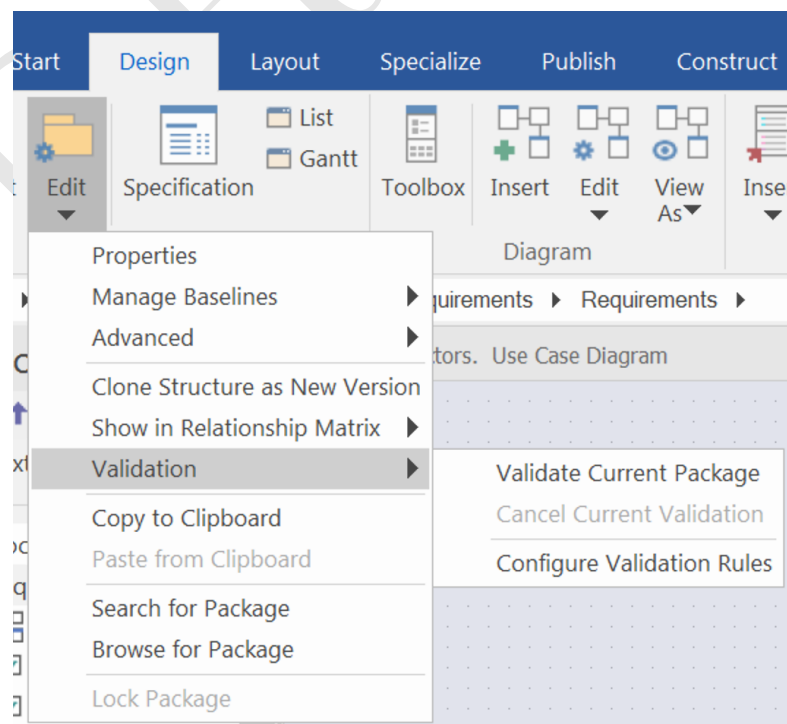 Start Design Layout Specialize Publish Construct
List
Gantt
Edit Specification Toolbox Insert Edit View As
Diagram
Properties
Manage Baselines
Requirements
Advanced
Use Case Diagram
Clone Structure as New Version
Show in Relationship Matrix
Validation
Validate Current Package
Copy to Clipboard
Cancel Current Validation
Paste from Clipboard
Configure Validation Rules
Search for Package
Browse for Package
Lock Package